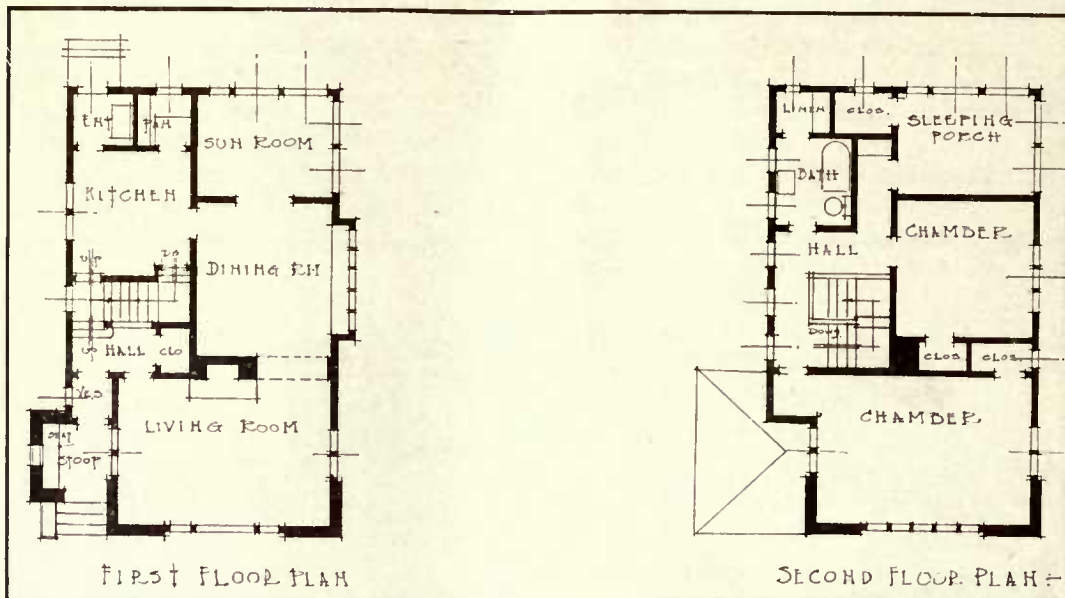 ENT
PAN
SUN ROOM
KITCHEN
UP
DN
DINING RM
HALL
CLO
VES
LIVING ROOM
SEAT
STOOP
FIRST FLOOR PLAN
LINEN
CLOS.
SLEEPING
PORCH
BATH
CHAMBER
HALL
DOWN
CLOS
CLOS
CHAMBER
SECOND FLOOR PLAN